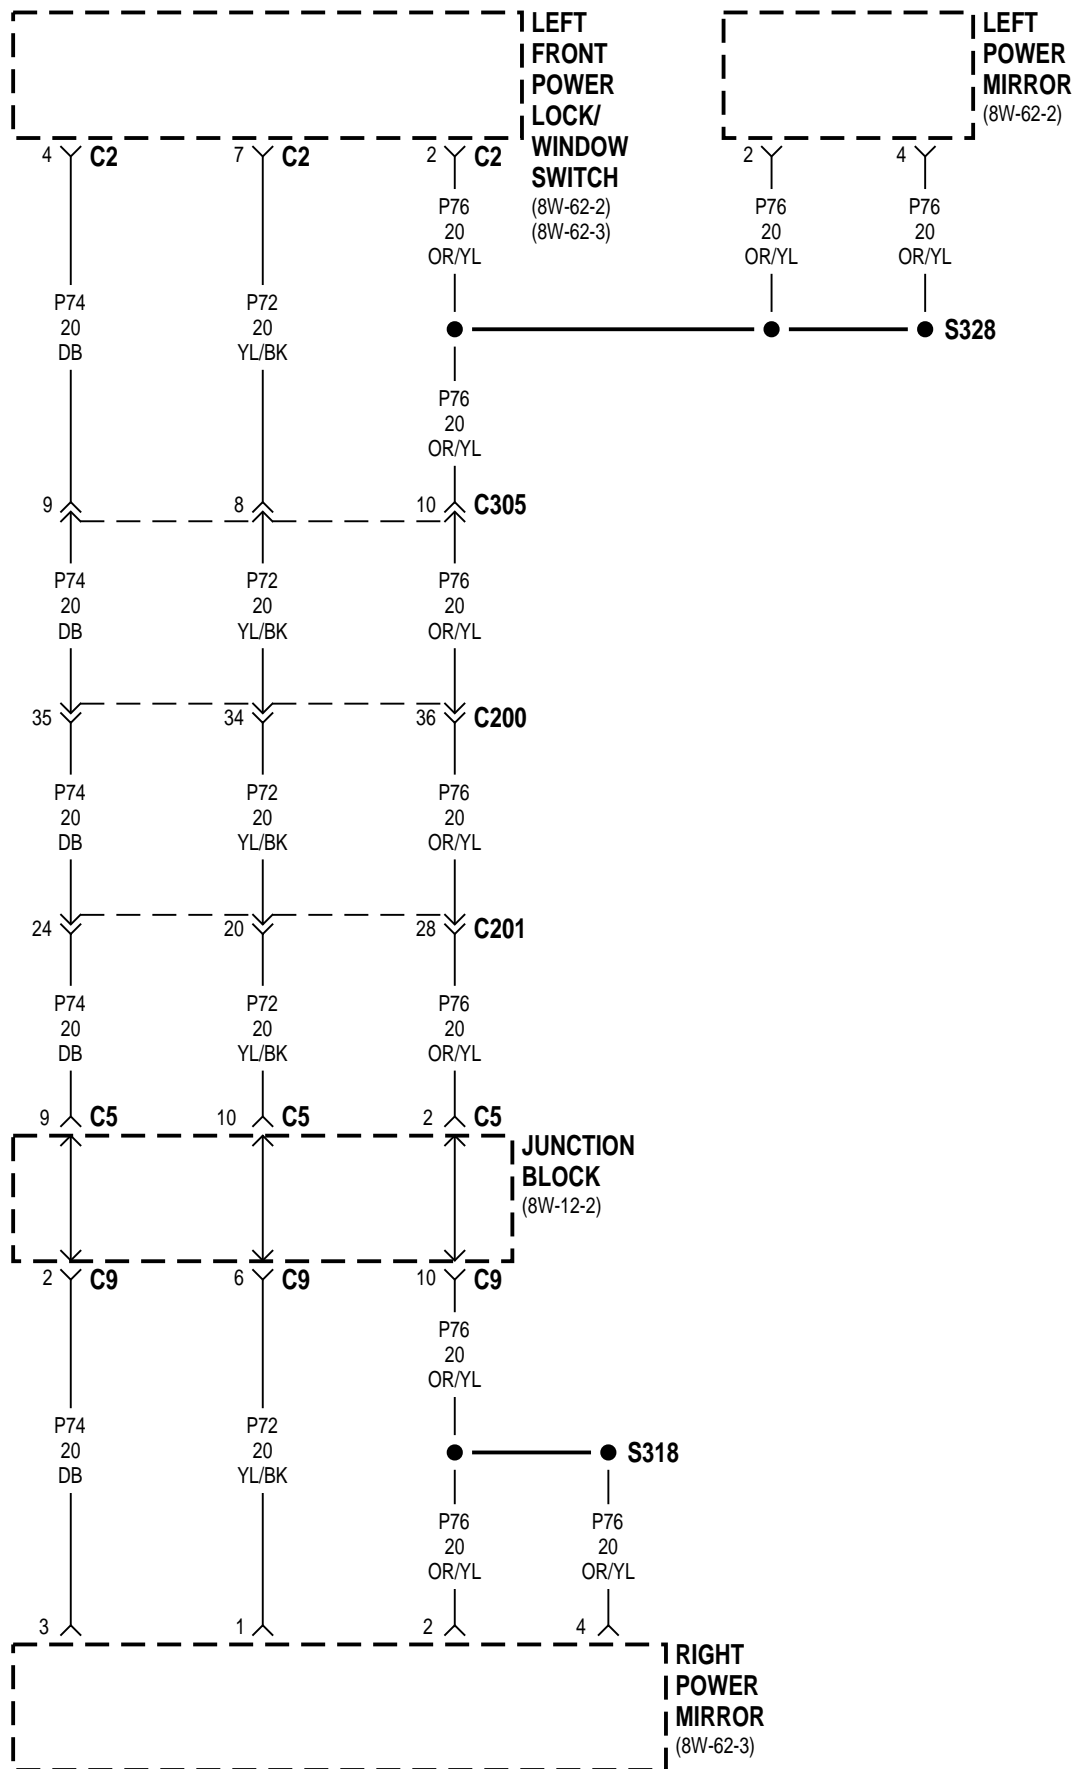 LEFT
FRONT
POWER
LOCK/
WINDOW
SWITCH
(8W-62-2)
(8W-62-3)
LEFT
POWER
MIRROR
(8W-62-2)
4 C2
7 C2
2 C2
2
4
P76
20
OR/YL
P76
20
OR/YL
P76
20
OR/YL
P74
20
DB
P72
20
YL/BK
S328
P76
20
OR/YL
9
8
10 C305
P74
20
DB
P72
20
YL/BK
P76
20
OR/YL
35
34
36 C200
P74
20
DB
P72
20
YL/BK
P76
20
OR/YL
24
20
28 C201
P74
20
DB
P72
20
YL/BK
P76
20
OR/YL
9 C5
10 C5
2 C5
JUNCTION
BLOCK
(8W-12-2)
2 C9
6 C9
10 C9
P76
20
OR/YL
P74
20
DB
P72
20
YL/BK
S318
P76
20
OR/YL
P76
20
OR/YL
3
1
2
4
RIGHT
POWER
MIRROR
(8W-62-3)